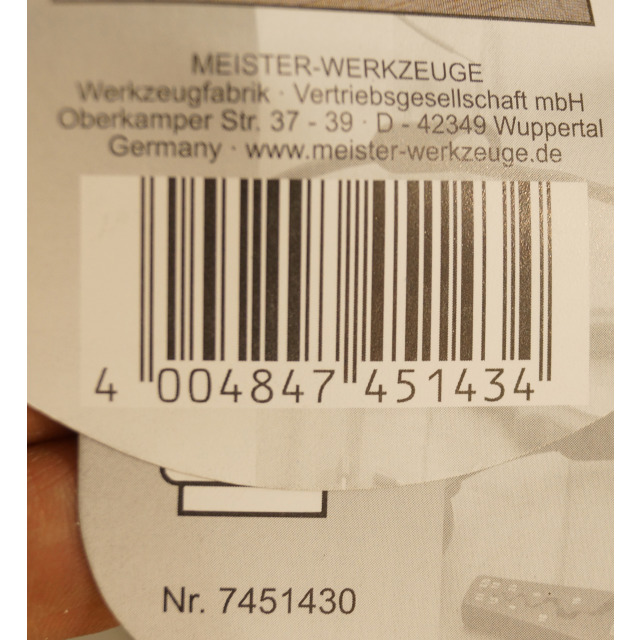 MEISTER-WERKZEUGE
Werkzeugfabrik · Vertriebsgesellschaft mbH
Oberkamper Str. 37 - 39 · D - 42349 Wuppertal
Germany · www.meister-werkzeuge.de
4 004847 451434
Nr. 7451430